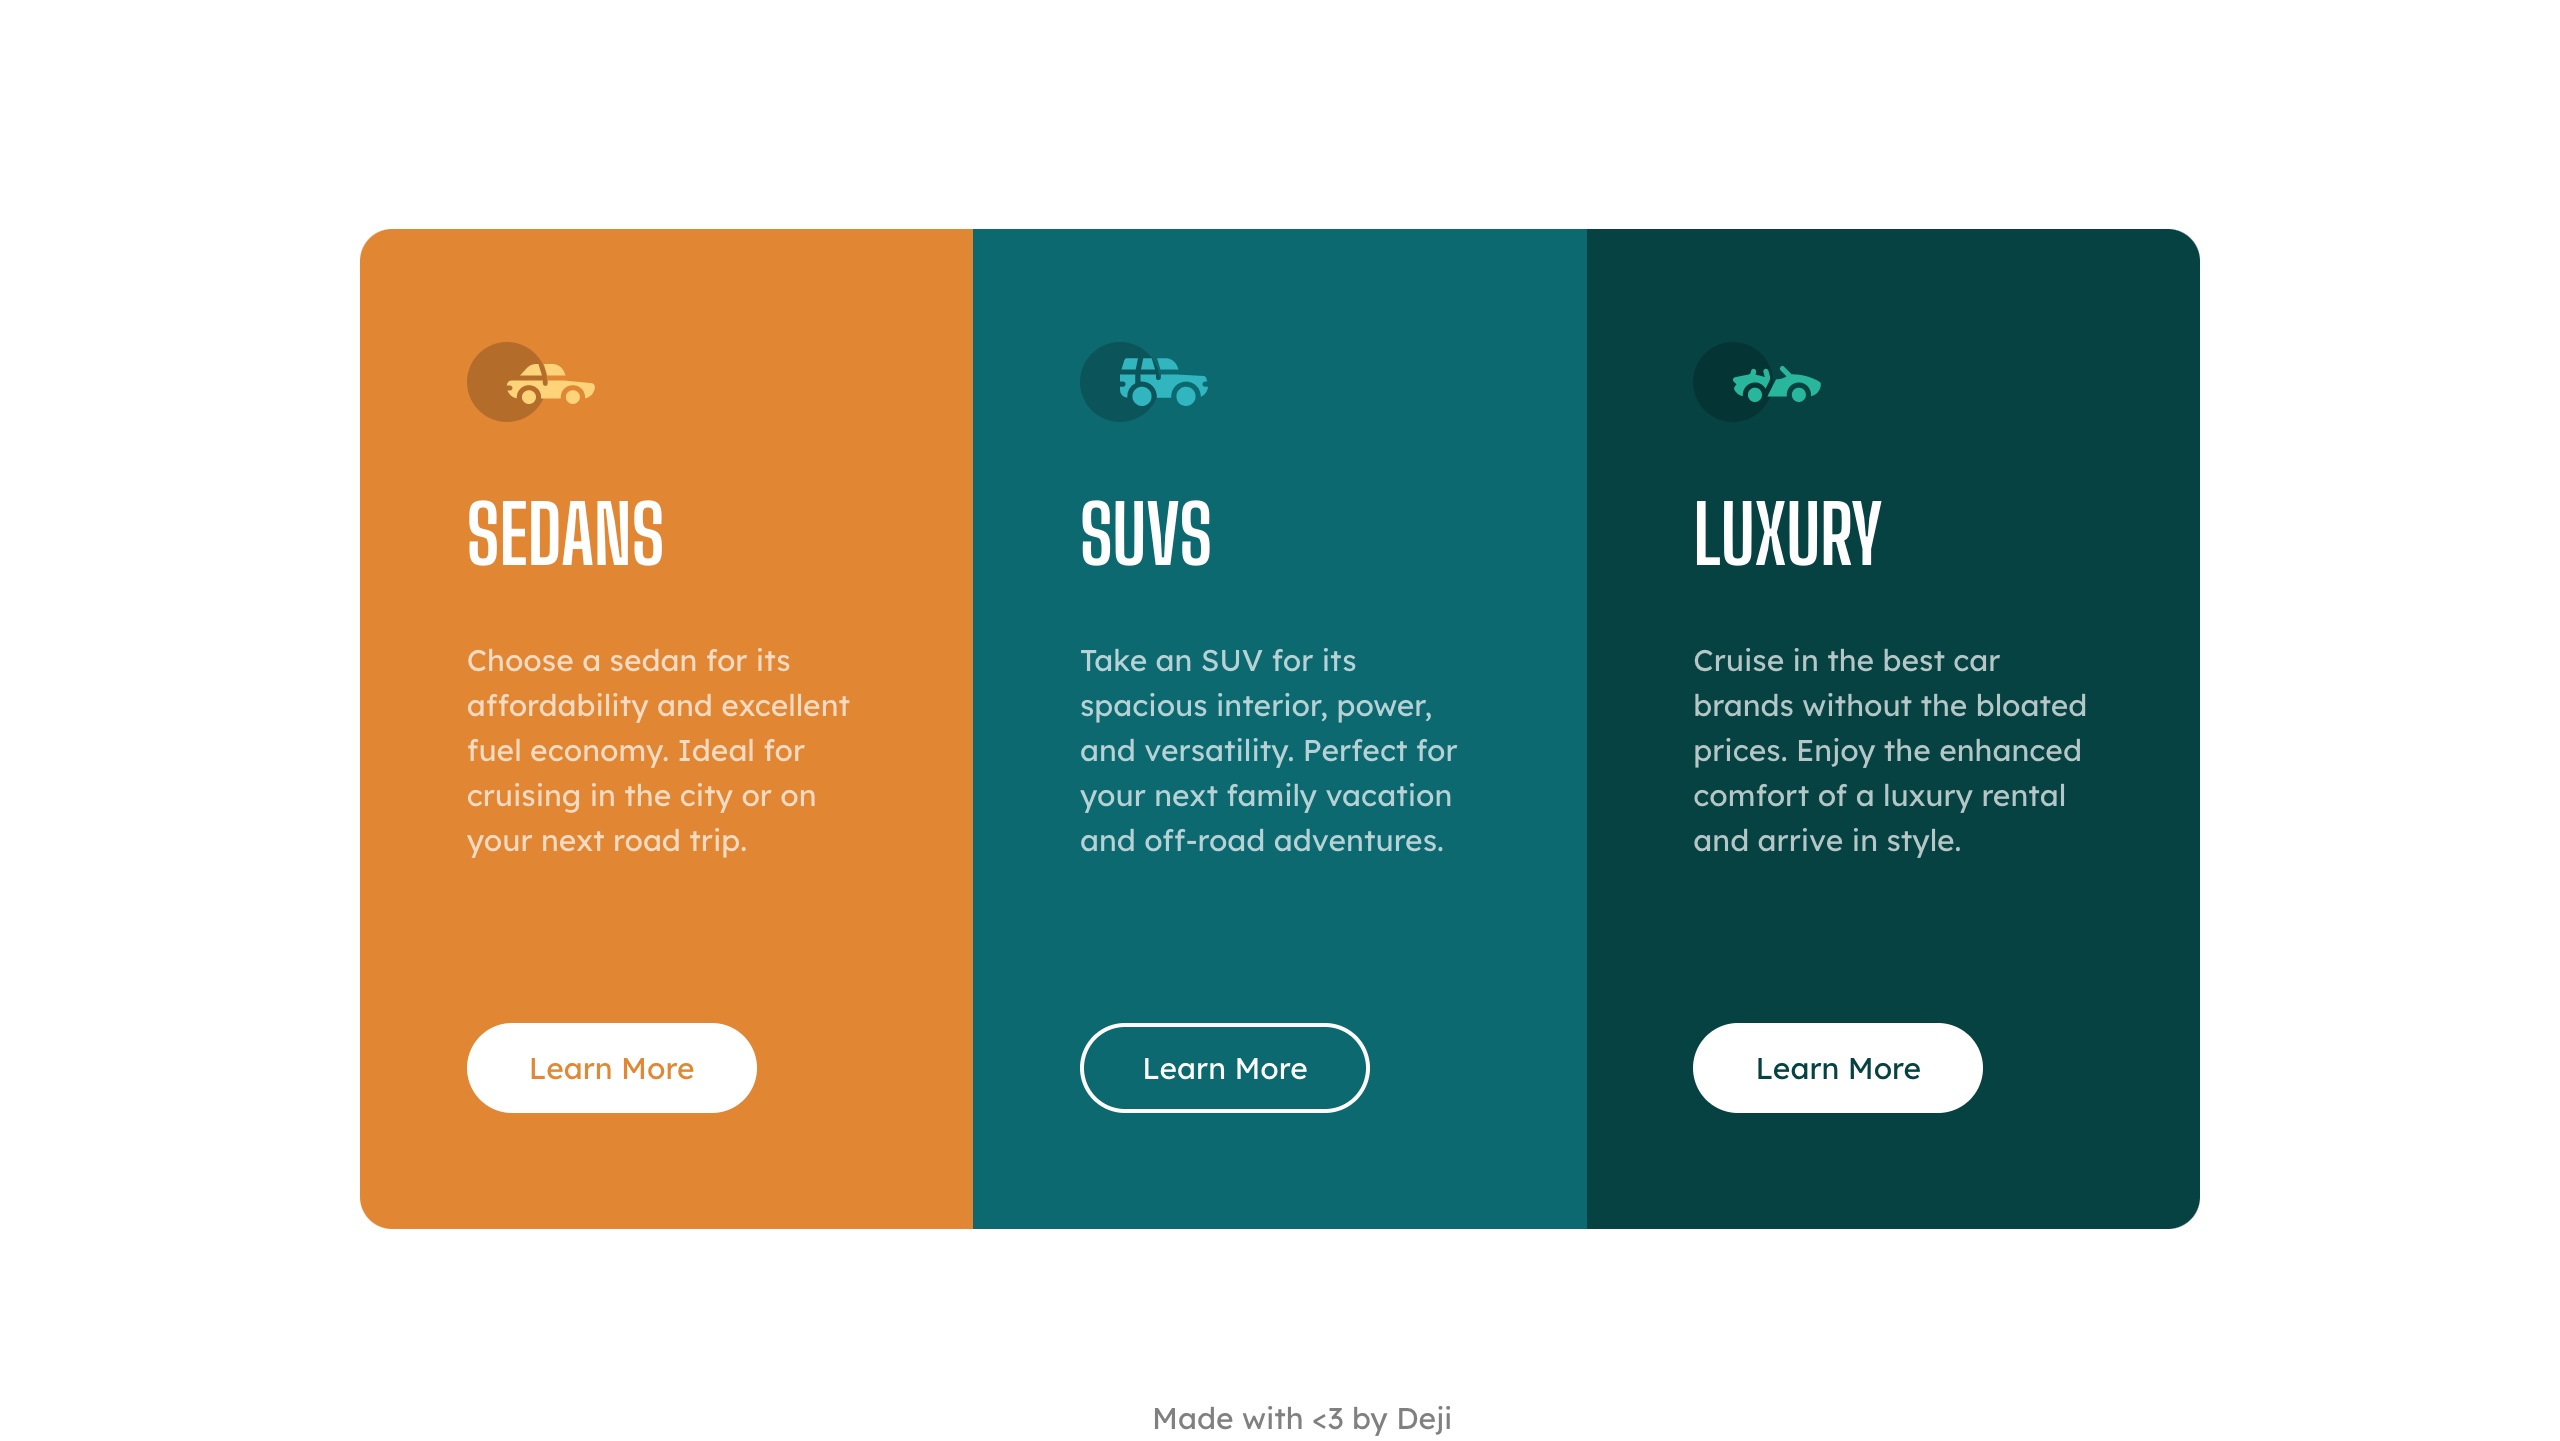 SEDANS
Choose a sedan for its
affordability and excellent
fuel economy. Ideal for
cruising in the city or on
your next road trip.
Learn More
SUVS
Take an SUV for its
spacious interior, power,
and versatility. Perfect for
your next family vacation
and off-road adventures.
Learn More
LUXURY
Cruise in the best car
brands without the bloated
prices. Enjoy the enhanced
comfort of a luxury rental
and arrive in style.
Learn More
Made with <3 by Deji